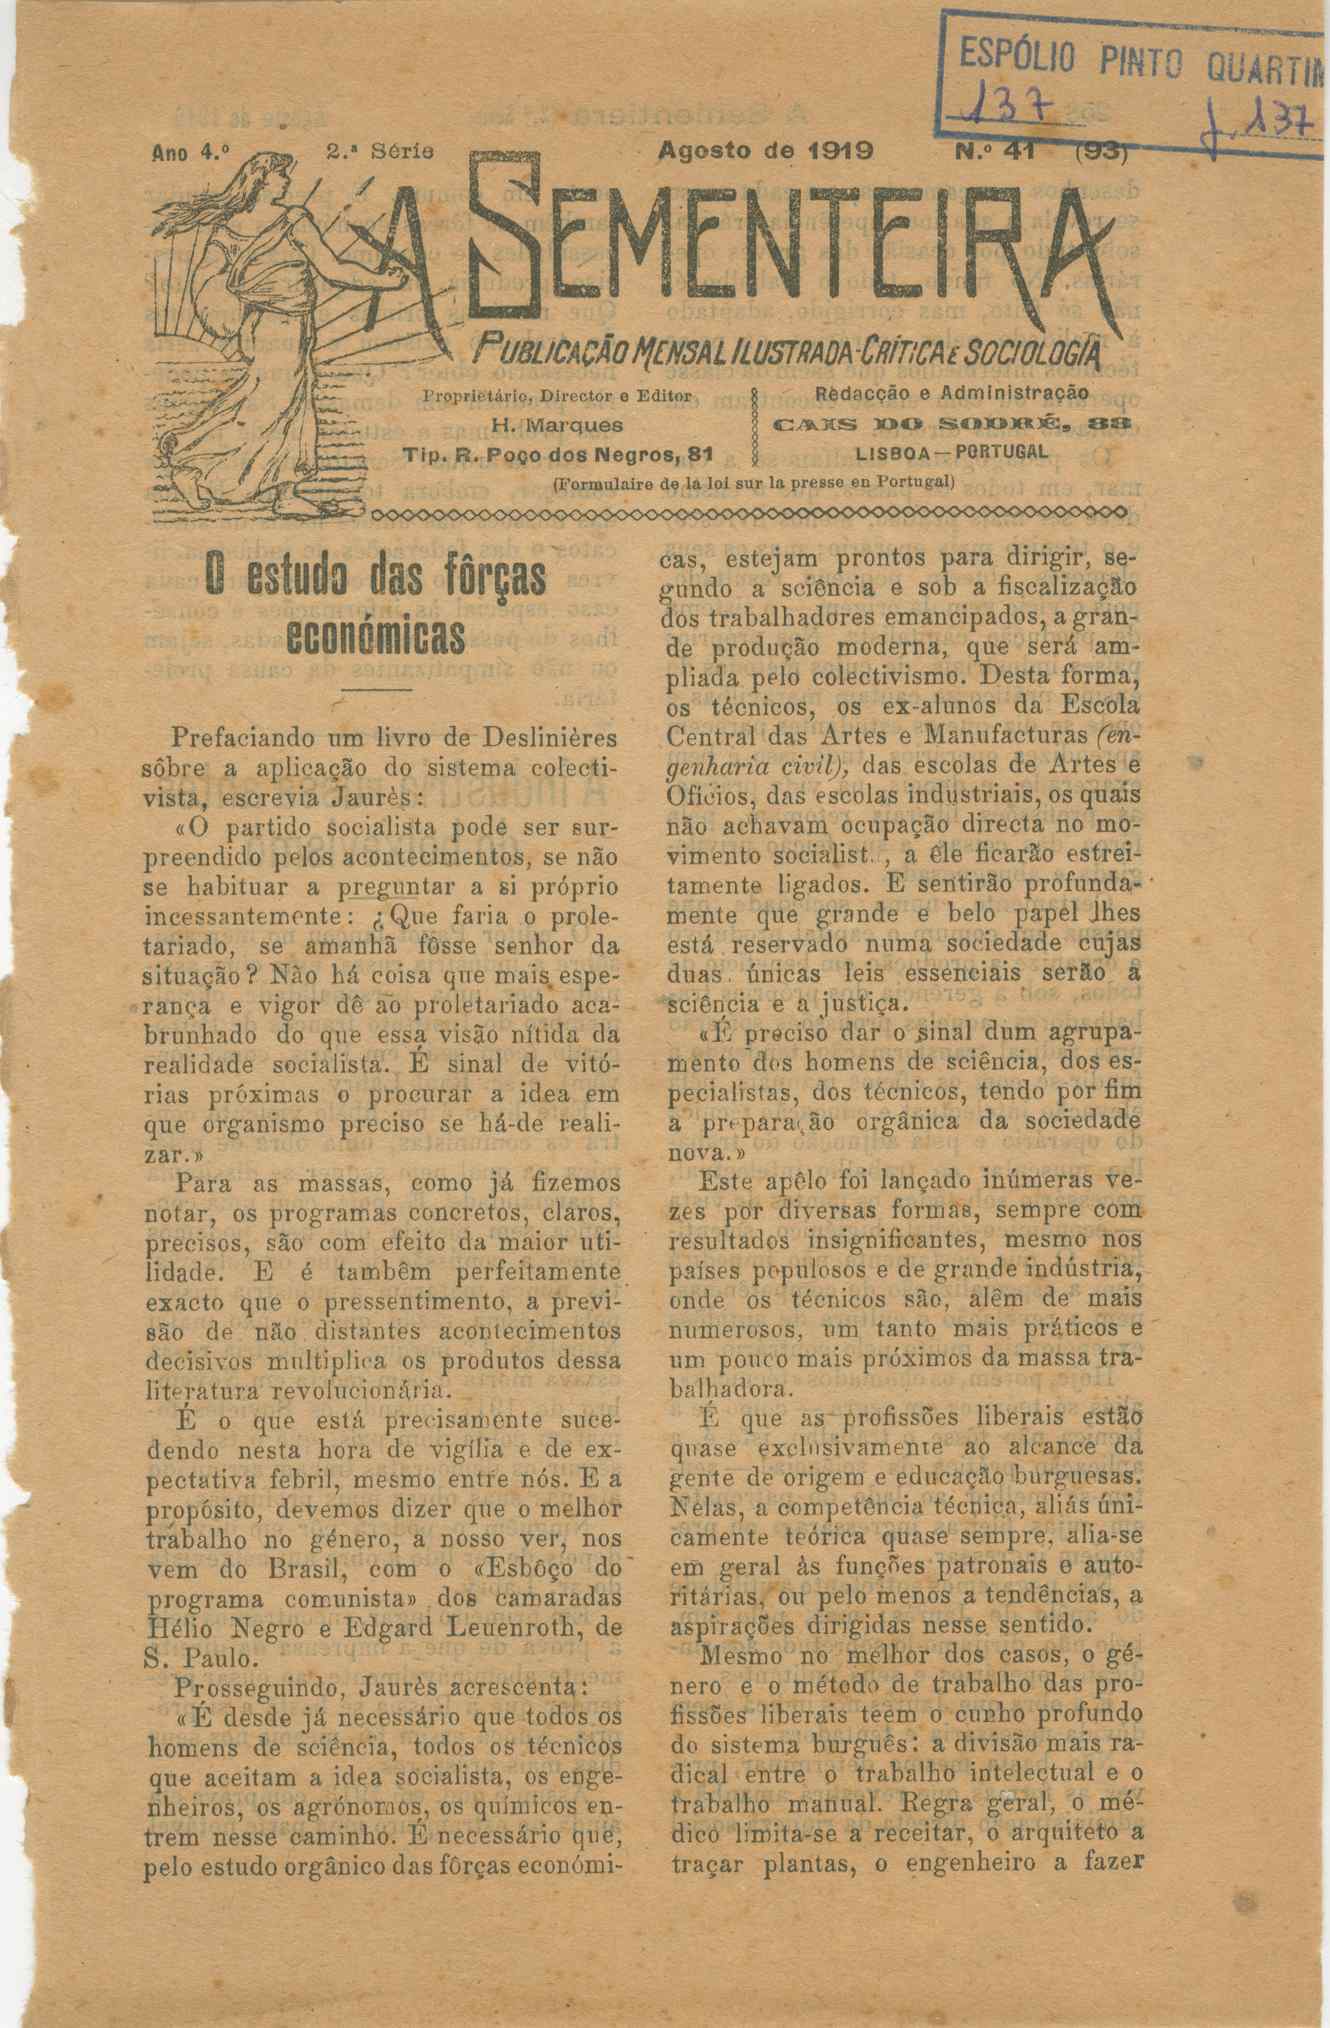 ESPÓLIO PINTO QUARTIN
137 137
Ano 4.º 2.ª Série Agosto de 1919 N.º 41 (93)
A SEMENTEIRA
PUBLICAÇÃO MENSAL ILUSTRADA-CRÍTICA E SOCIOLOGIA
Proprietário, Director e Editor
H. Marques
Tip. R. Poço dos Negros, 81
Redacção e Administração
CAIS DO SODRÉ, 88
LISBOA—PORTUGAL
(Formulaire de la loi sur la presse en Portugal)
O estudo das fôrças
económicas
Prefaciando um livro de Deslinières
sôbre a aplicação do sistema colecti-
vista, escrevia Jaurès:
«O partido socialista pode ser sur-
preendido pelos acontecimentos, se não
se habituar a preguntar a si próprio
incessantemente: ¿Que faria o prole-
tariado, se amanhã fôsse senhor da
situação? Não há coisa que mais espe-
rança e vigor dê ao proletariado aca-
brunhado do que essa visão nítida da
realidade socialista. É sinal de vitó-
rias próximas o procurar a idea em
que organismo preciso se há-de reali-
zar.»
Para as massas, como já fizemos
notar, os programas concretos, claros,
precisos, são com efeito da maior uti-
lidade. E é tambêm perfeitamente
exacto que o pressentimento, a previ-
são de não distantes acontecimentos
decisivos multiplica os produtos dessa
literatura revolucionária.
É o que está precisamente suce-
dendo nesta hora de vigília e de ex-
pectativa febril, mesmo entre nós. E a
propósito, devemos dizer que o melhor
trabalho no género, a nosso ver, nos
vem do Brasil, com o «Esbôço do
programa comunista» dos camaradas
Hélio Negro e Edgard Leuenroth, de
S. Paulo.
Prosseguindo, Jaurès acrescenta:
«É desde já necessário que todos os
homens de sciência, todos os técnicos
que aceitam a idea socialista, os enge-
nheiros, os agrónomos, os químicos en-
trem nesse caminho. É necessário que,
pelo estudo orgânico das fôrças económi-
cas, estejam prontos para dirigir, se-
gundo a sciência e sob a fiscalização
dos trabalhadores emancipados, a gran-
de produção moderna, que será am-
pliada pelo colectivismo. Desta forma,
os técnicos, os ex-alunos da Escola
Central das Artes e Manufacturas (en-
genharia civil), das escolas de Artes e
Ofícios, das escolas industriais, os quais
não achavam ocupação directa no mo-
vimento socialist.., a êle ficarão estrei-
tamente ligados. E sentirão profunda-
mente que grande e belo papel lhes
está reservado numa sociedade cujas
duas únicas leis essenciais serão a
sciência e a justiça.
«É preciso dar o sinal dum agrupa-
mento dos homens de sciência, dos es-
pecialistas, dos técnicos, tendo por fim
a preparação orgânica da sociedade
nova.»
Este apêlo foi lançado inúmeras ve-
zes por diversas formas, sempre com
resultados insignificantes, mesmo nos
países populosos e de grande indústria,
onde os técnicos são, alêm de mais
numerosos, um tanto mais práticos e
um pouco mais próximos da massa tra-
balhadora.
É que as profissões liberais estão
quase exclusivamente ao alcance da
gente de origem e educação burguesas.
Nelas, a competência técnica, aliás úni-
camente teórica quase sempre, alia-se
em geral às funções patronais e auto-
ritárias, ou pelo menos a tendências, a
aspirações dirigidas nesse sentido.
Mesmo no melhor dos casos, o gé-
nero e o método de trabalho das pro-
fissões liberais teem o cunho profundo
do sistema burguês: a divisão mais ra-
dical entre o trabalho intelectual e o
trabalho manual. Regra geral, o mé-
dico limita-se a receitar, o arquiteto a
traçar plantas, o engenheiro a fazer